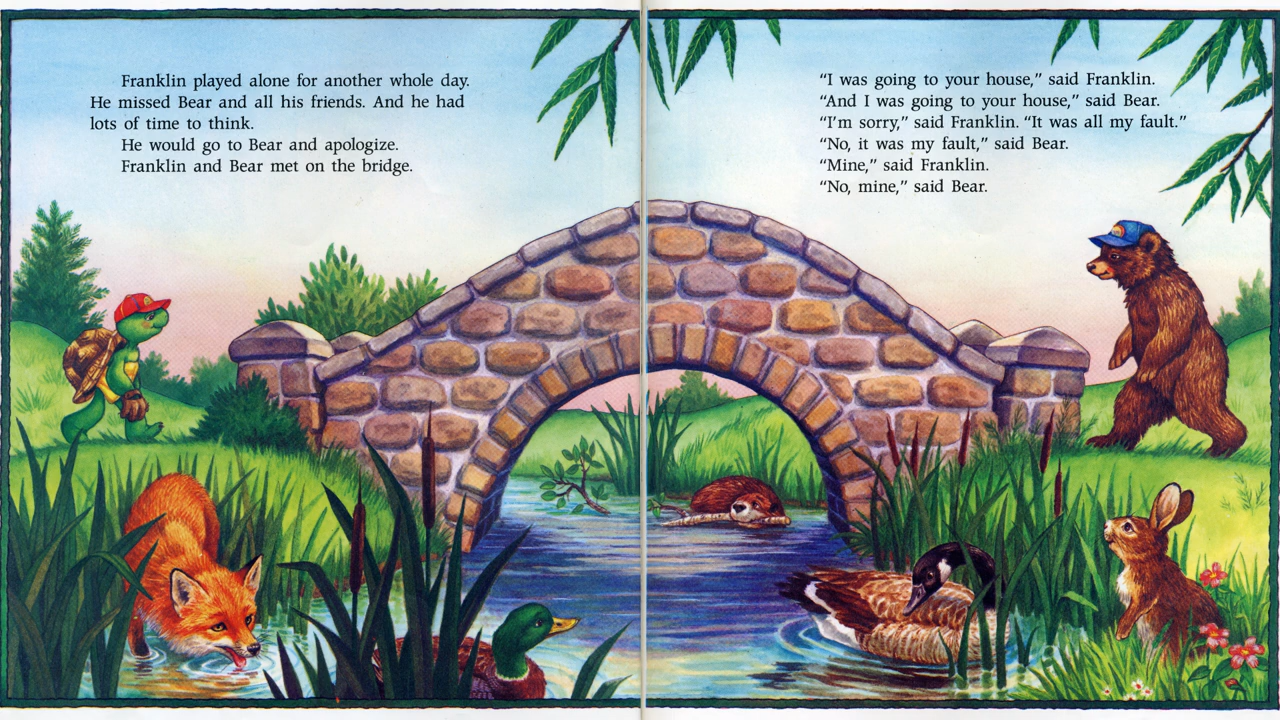 Franklin played alone for another whole day.
He missed Bear and all his friends. And he had
lots of time to think.
He would go to Bear and apologize.
Franklin and Bear met on the bridge.
“I was going to your house,” said Franklin.
“And I was going to your house,” said Bear.
“I’m sorry,” said Franklin. “It was all my fault.”
“No, it was my fault,” said Bear.
“Mine,” said Franklin.
“No, mine,” said Bear.